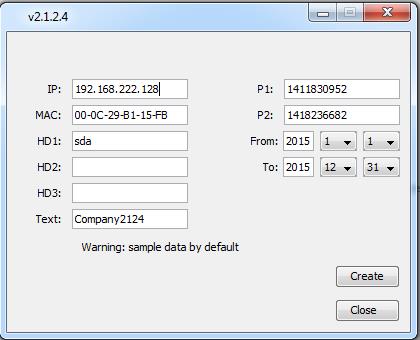 v2.1.2.4
IP: 192.168.222.128 P1: 1411830952
MAC: 00-0C-29-B1-15-FB P2: 1418236682
HD1: sda From: 2015 1 1
HD2: To: 2015 12 31
HD3:
Text: Company2124
Warning: sample data by default
Create
Close